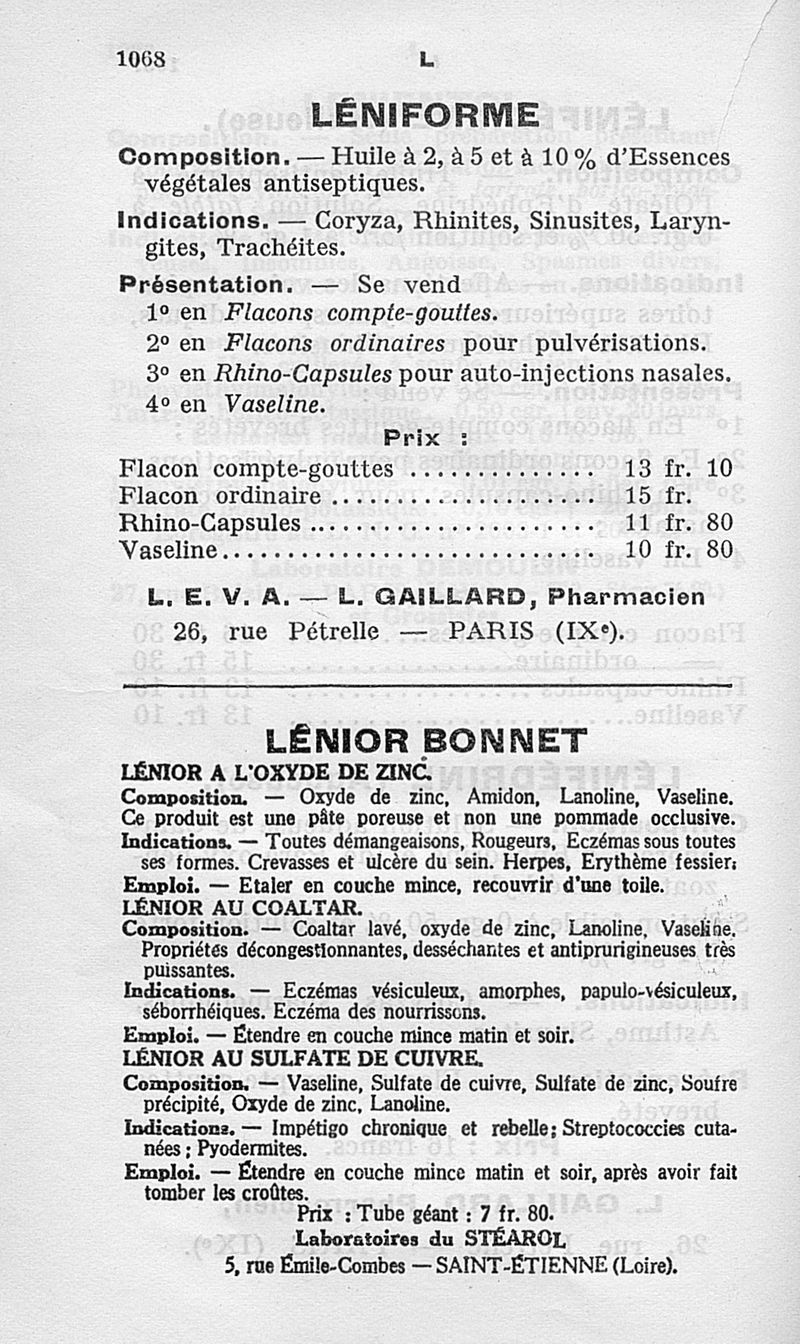 1068
L
LÉNIFORME
Composition. — Huile à 2, à 5 et à 10 % d'Essences
végétales antiseptiques.
Indications. — Coryza, Rhinites, Sinusites, Laryn-
gites, Trachéites.
Présentation. — Se vend
1º en Flacons compte-gouttes.
2º en Flacons ordinaires pour pulvérisations.
3º en Rhino-Capsules pour auto-injections nasales.
4º en Vaseline.
Prix :
Flacon compte-gouttes .............. 13 fr. 10
Flacon ordinaire .................... 15 fr.
Rhino-Capsules ...................... 11 fr. 80
Vaseline............................ 10 fr. 80
L. E. V. A. — L. GAILLARD, Pharmacien
26, rue Pétrelle — PARIS (IXe).
LÉNIOR BONNET
LÉNIOR A L'OXYDE DE ZINC.
Composition. — Oxyde de zinc, Amidon, Lanoline, Vaseline.
Ce produit est une pâte poreuse et non une pommade occlusive.
Indications. — Toutes démangeaisons, Rougeurs, Eczémas sous toutes
ses formes. Crevasses et ulcère du sein. Herpes, Erythème fessier;
Emploi. — Etaler en couche mince, recouvrir d'une toile.
LÉNIOR AU COALTAR.
Composition. — Coaltar lavé, oxyde de zinc, Lanoline, Vaseline.
Propriétés décongestionnantes, desséchantes et antiprurigineuses très
puissantes.
Indications. — Eczémas vésiculeux, amorphes, papulo-vésiculeux,
séborrhéiques. Eczéma des nourrissons.
Emploi. — Étendre en couche mince matin et soir.
LÉNIOR AU SULFATE DE CUIVRE.
Composition. — Vaseline, Sulfate de cuivre, Sulfate de zinc, Soufre
précipité, Oxyde de zinc, Lanoline.
Indications. — Impétigo chronique et rebelle; Streptococcies cuta-
nées ; Pyodermites.
Emploi. — Étendre en couche mince matin et soir, après avoir fait
tomber les croûtes.
Prix : Tube géant : 7 fr. 80.
Laboratoires du STÉAROL
5, rue Émile-Combes — SAINT-ÉTIENNE (Loire).